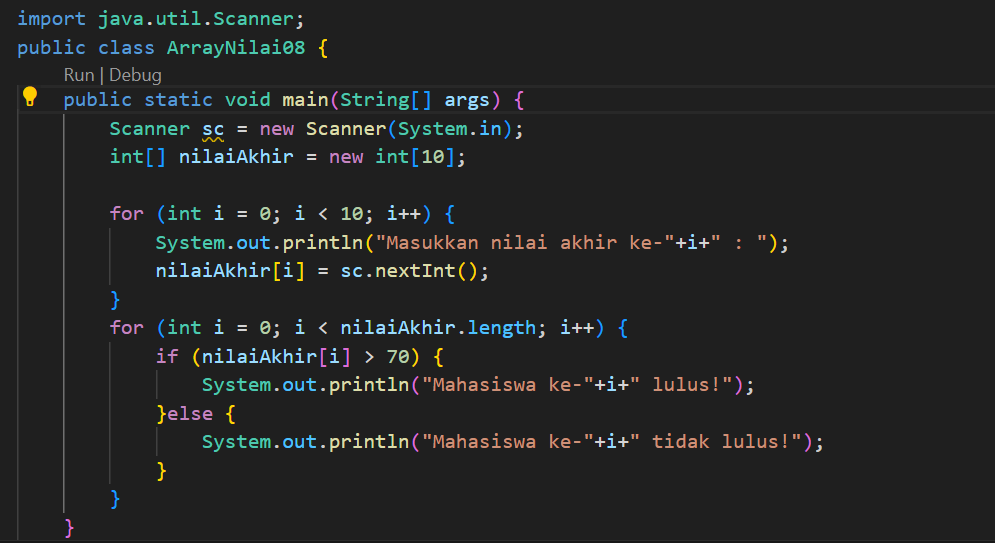 import java.util.Scanner;
public class ArrayNilai08 {
Run | Debug
public static void main(String[] args) {
Scanner sc = new Scanner(System.in);
int[] nilaiAkhir = new int[10];
for (int i = 0; i < 10; i++) {
System.out.println("Masukkan nilai akhir ke-"+i+" : ");
nilaiAkhir[i] = sc.nextInt();
}
for (int i = 0; i < nilaiAkhir.length; i++) {
if (nilaiAkhir[i] > 70) {
System.out.println("Mahasiswa ke-"+i+" lulus!");
}else {
System.out.println("Mahasiswa ke-"+i+" tidak lulus!");
}
}
}